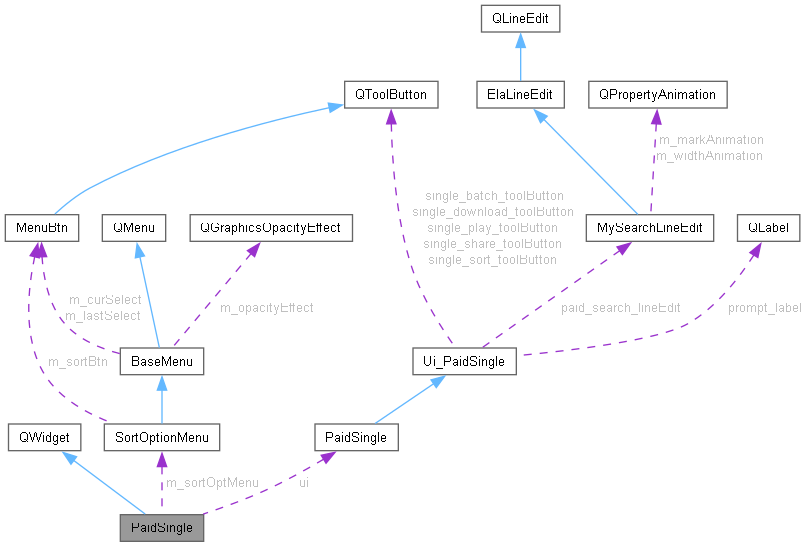 QLineEdit
QToolButton
ElaLineEdit
QPropertyAnimation
m_markAnimation
m_widthAnimation
single_batch_toolButton
single_download_toolButton
single_play_toolButton
single_share_toolButton
single_sort_toolButton
MenuBtn
QMenu
QGraphicsOpacityEffect
MySearchLineEdit
QLabel
m_curSelect
m_lastSelect
m_opacityEffect
paid_search_lineEdit
prompt_label
m_sortBtn
BaseMenu
Ui_PaidSingle
QWidget
SortOptionMenu
PaidSingle
m_sortOptMenu
ui
PaidSingle